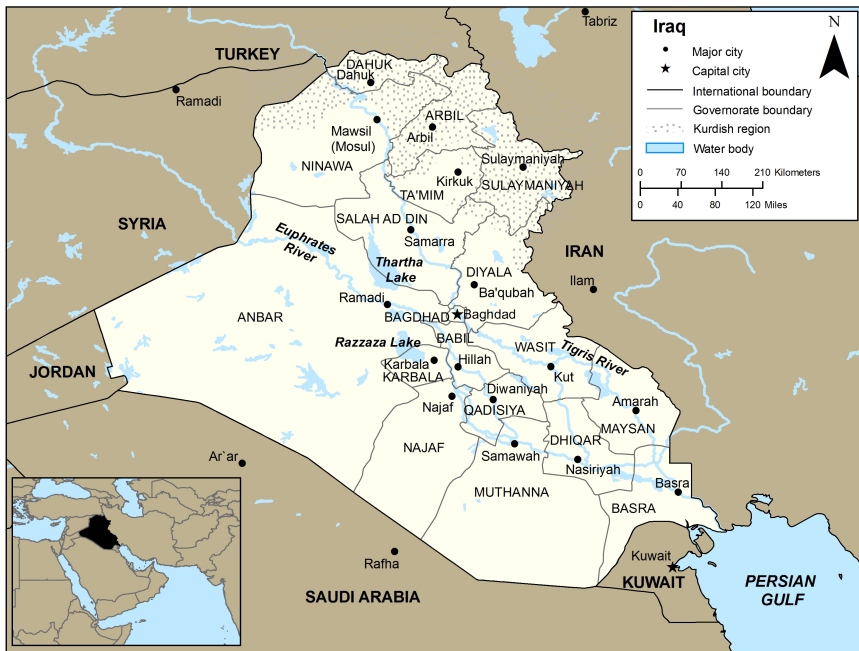 Tabriz
TURKEY
Ramadi
DAHUK
Dahuk
Mawsil
(Mosul)
ARBIL
Arbil
NINAWA
Kirkuk
Sulaymaniyah
SULAYMANIYAH
TA'MIM
SYRIA
SALAH AD DIN
Samarra
Euphrates
River
Thartha
Lake
IRAN
DIYALA
Ba'qubah
Ilam
Ramadi
BAGDHAD
Baghdad
ANBAR
Razzaza Lake
BABIL
WASIT
Tigris River
JORDAN
Karbala
KARBALA
Hillah
Kut
Diwaniyah
Najaf
QADISIYA
Amarah
MAYSAN
NAJAF
Samawah
DHIQAR
Nasiriyah
Ar`ar
MUTHANNA
Basra
BASRA
Rafha
Kuwait
KUWAIT
PERSIAN
GULF
SAUDI ARABIA
Iraq
N
Major city
Capital city
International boundary
Governorate boundary
Kurdish region
Water body
0 70 140 210 Kilometers
0 40 80 120 Miles